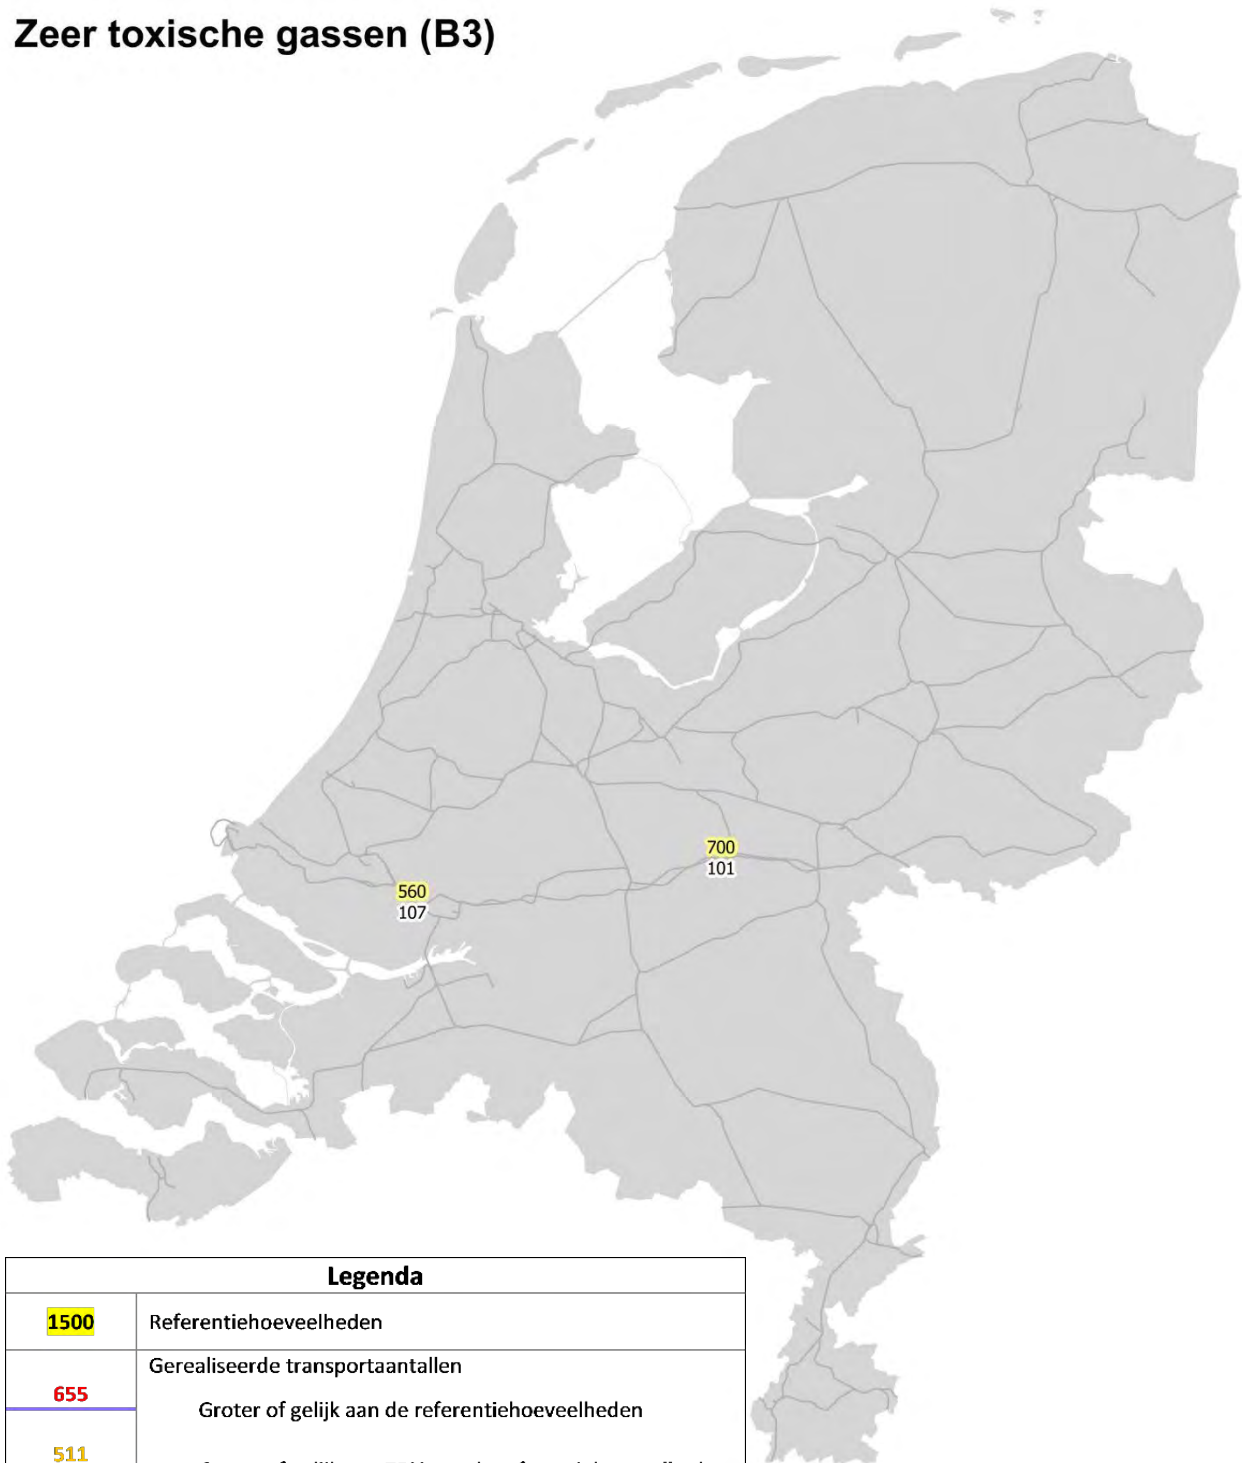 Zeer toxische gassen (B3)
700
101
560
107
Legenda
1500 Referentiehoeveelheden
Gerealiseerde transportaantallen
655
Groter of gelijk aan de referentiehoeveelheden
511